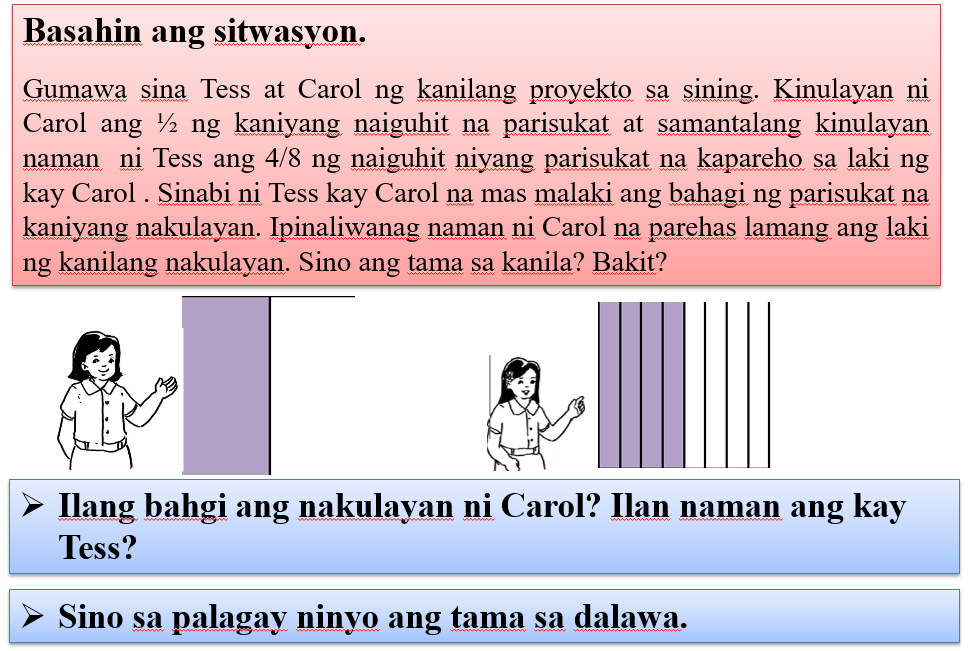 Basahin ang sitwasyon.
Gumawa sina Tess at Carol ng kanilang proyekto sa sining. Kinulayan ni
Carol ang ½ ng kaniyang naiguhit na parisukat at samantalang kinulayan
naman ni Tess ang 4/8 ng naiguhit niyang parisukat na kapareho sa laki ng
kay Carol . Sinabi ni Tess kay Carol na mas malaki ang bahagi ng parisukat na
kaniyang nakulayan. Ipinaliwanag naman ni Carol na parehas lamang ang laki
ng kanilang nakulayan. Sino ang tama sa kanila? Bakit?
➢ Ilang bahgi ang nakulayan ni Carol? Ilan naman ang kay
Tess?
➢ Sino sa palagay ninyo ang tama sa dalawa.